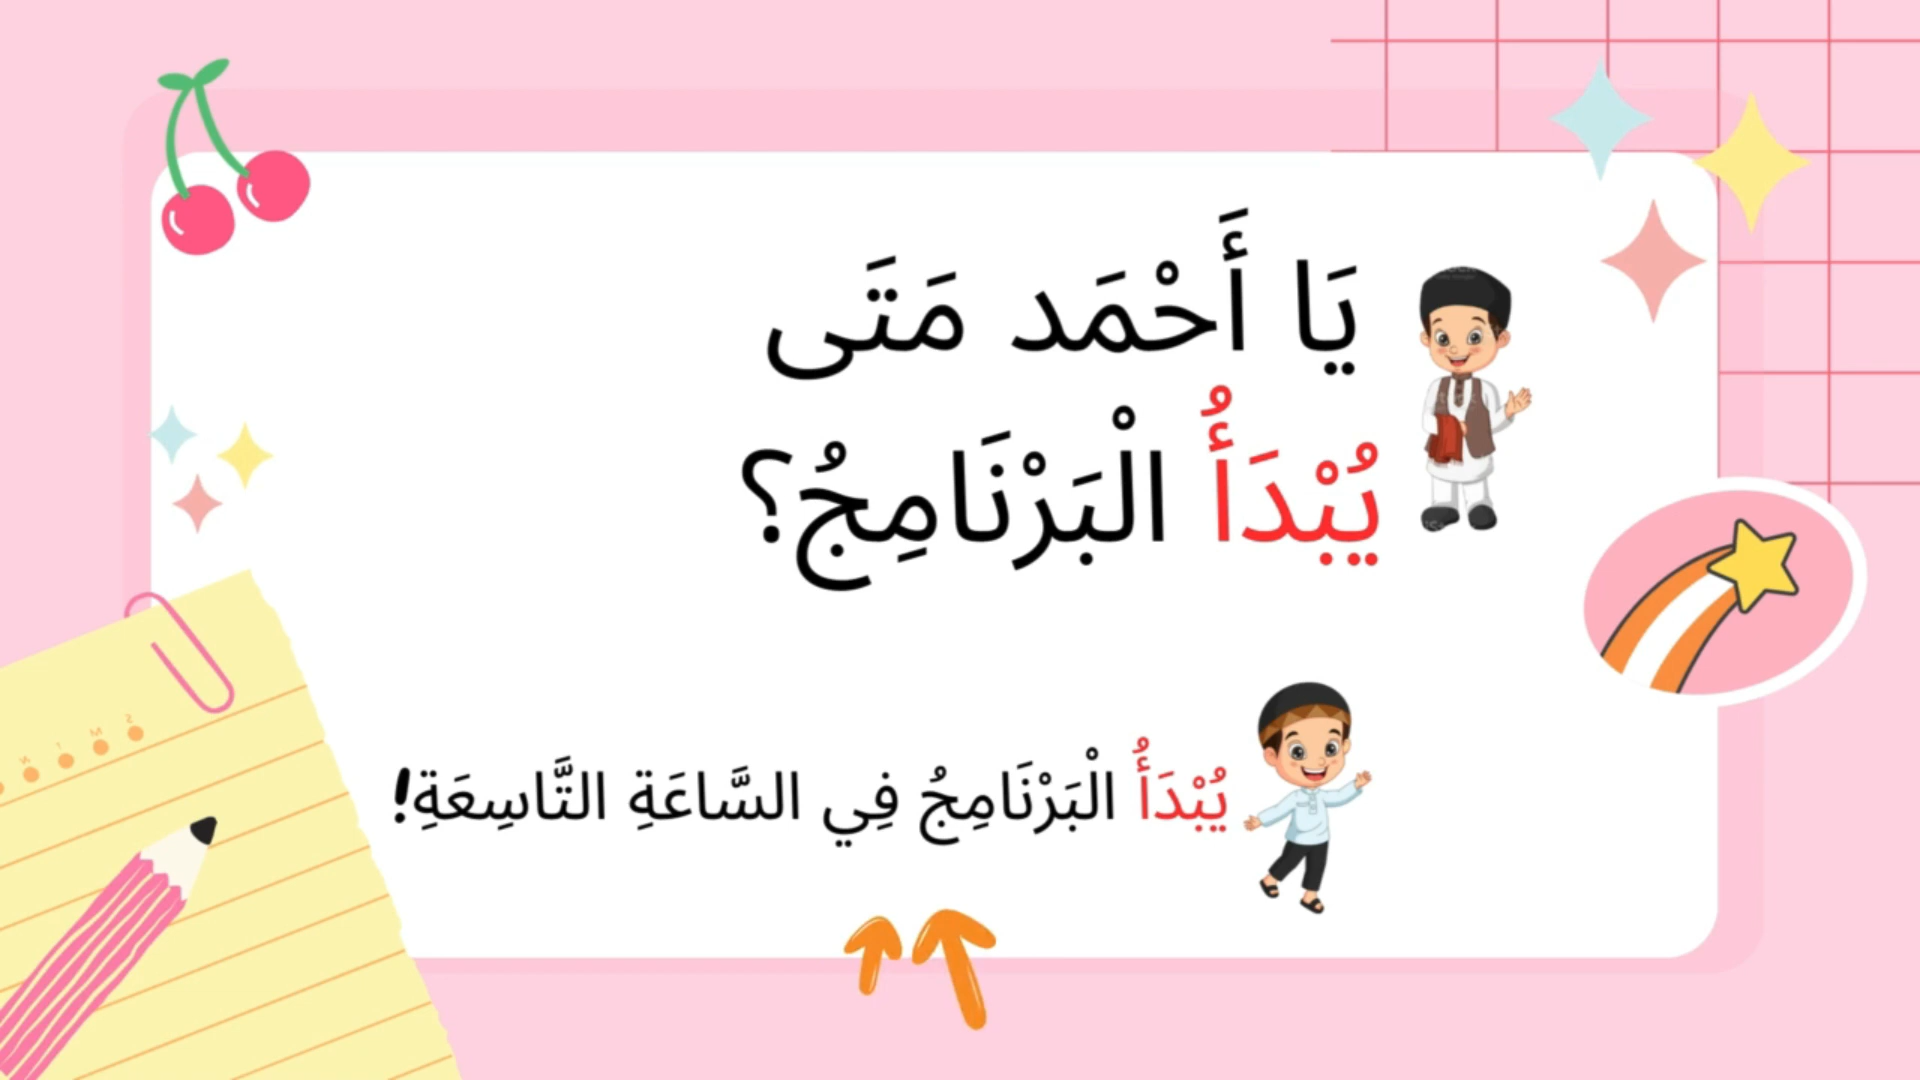 يَا أَحْمَد مَتَى
يُبْدَأُ الْبَرْنَامِجُ؟
يُبْدَأُ الْبَرْنَامِجُ فِي السَّاعَةِ التَّاسِعَةِ!